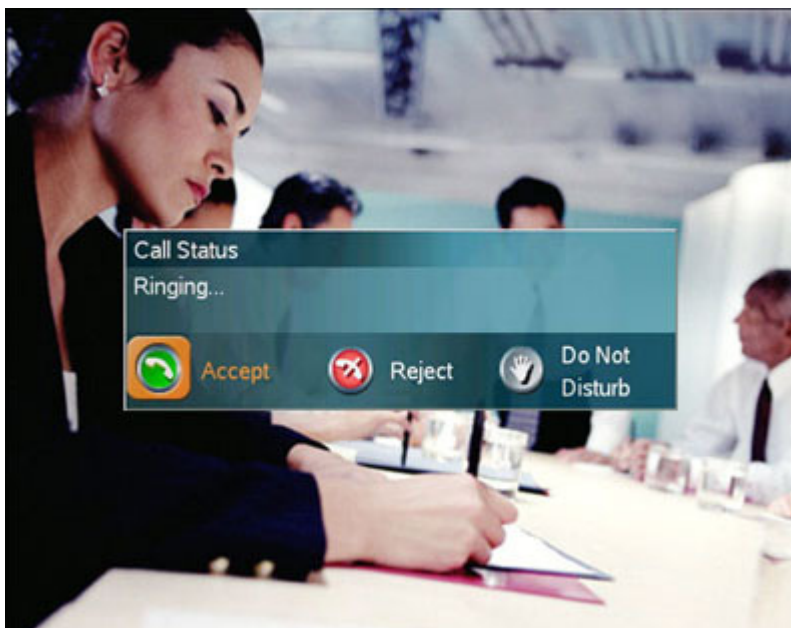 Call Status
Ringing...
Accept
Reject
Do Not
Disturb